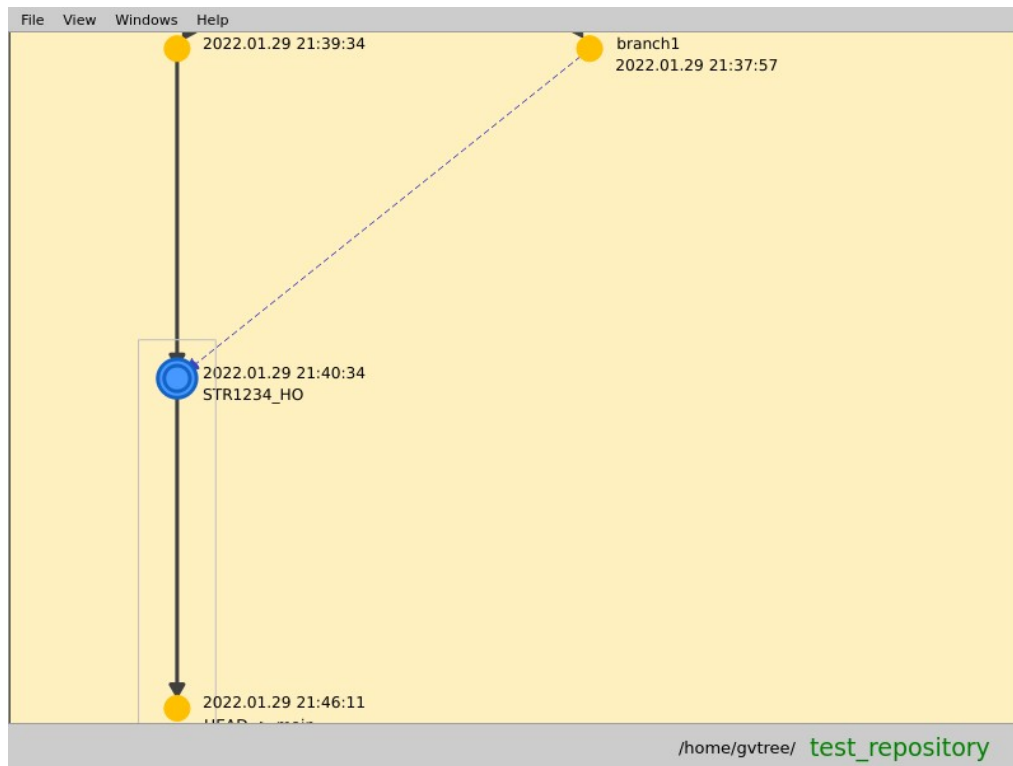 File View Windows Help
2022.01.29 21:39:34
branch1
2022.01.29 21:37:57
2022.01.29 21:40:34
STR1234_HO
2022.01.29 21:46:11
/home/gvtree/ test_repository